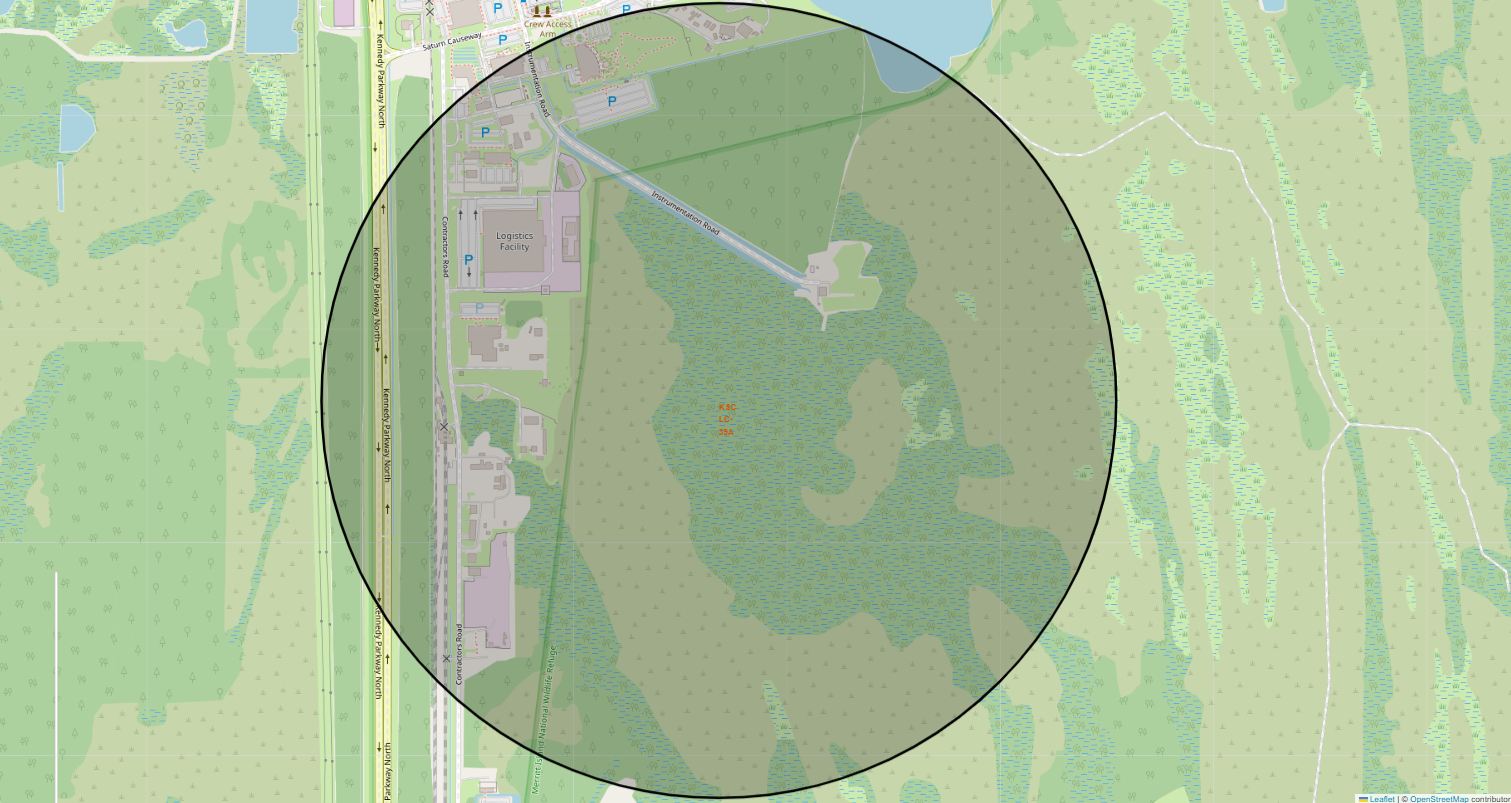 P
P
P
Crew Access
Arm
Saturn Causeway
Kennedy Parkway North
Instrumentation Road
P
P
Instrumentation Road
Contractors Road
Logistics
Facility
Kennedy Parkway North
P
P
Kennedy Parkway North
KSC
LC-
39A
Contractors Road
Kennedy Parkway North
Merritt Island National Wildlife Refuge
Parkway North
Leaflet | © OpenStreetMap contributor